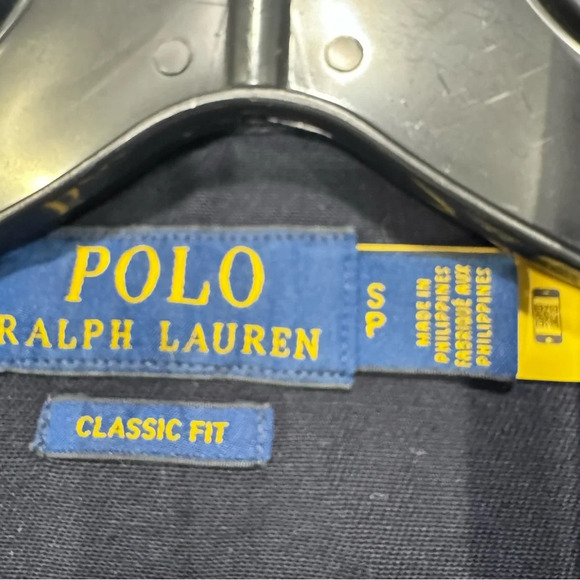 POLO
RALPH LAUREN
S
P
MADE IN
PHILIPPINES
FABRIQUÉ AUX
PHILIPPINES
CLASSIC FIT